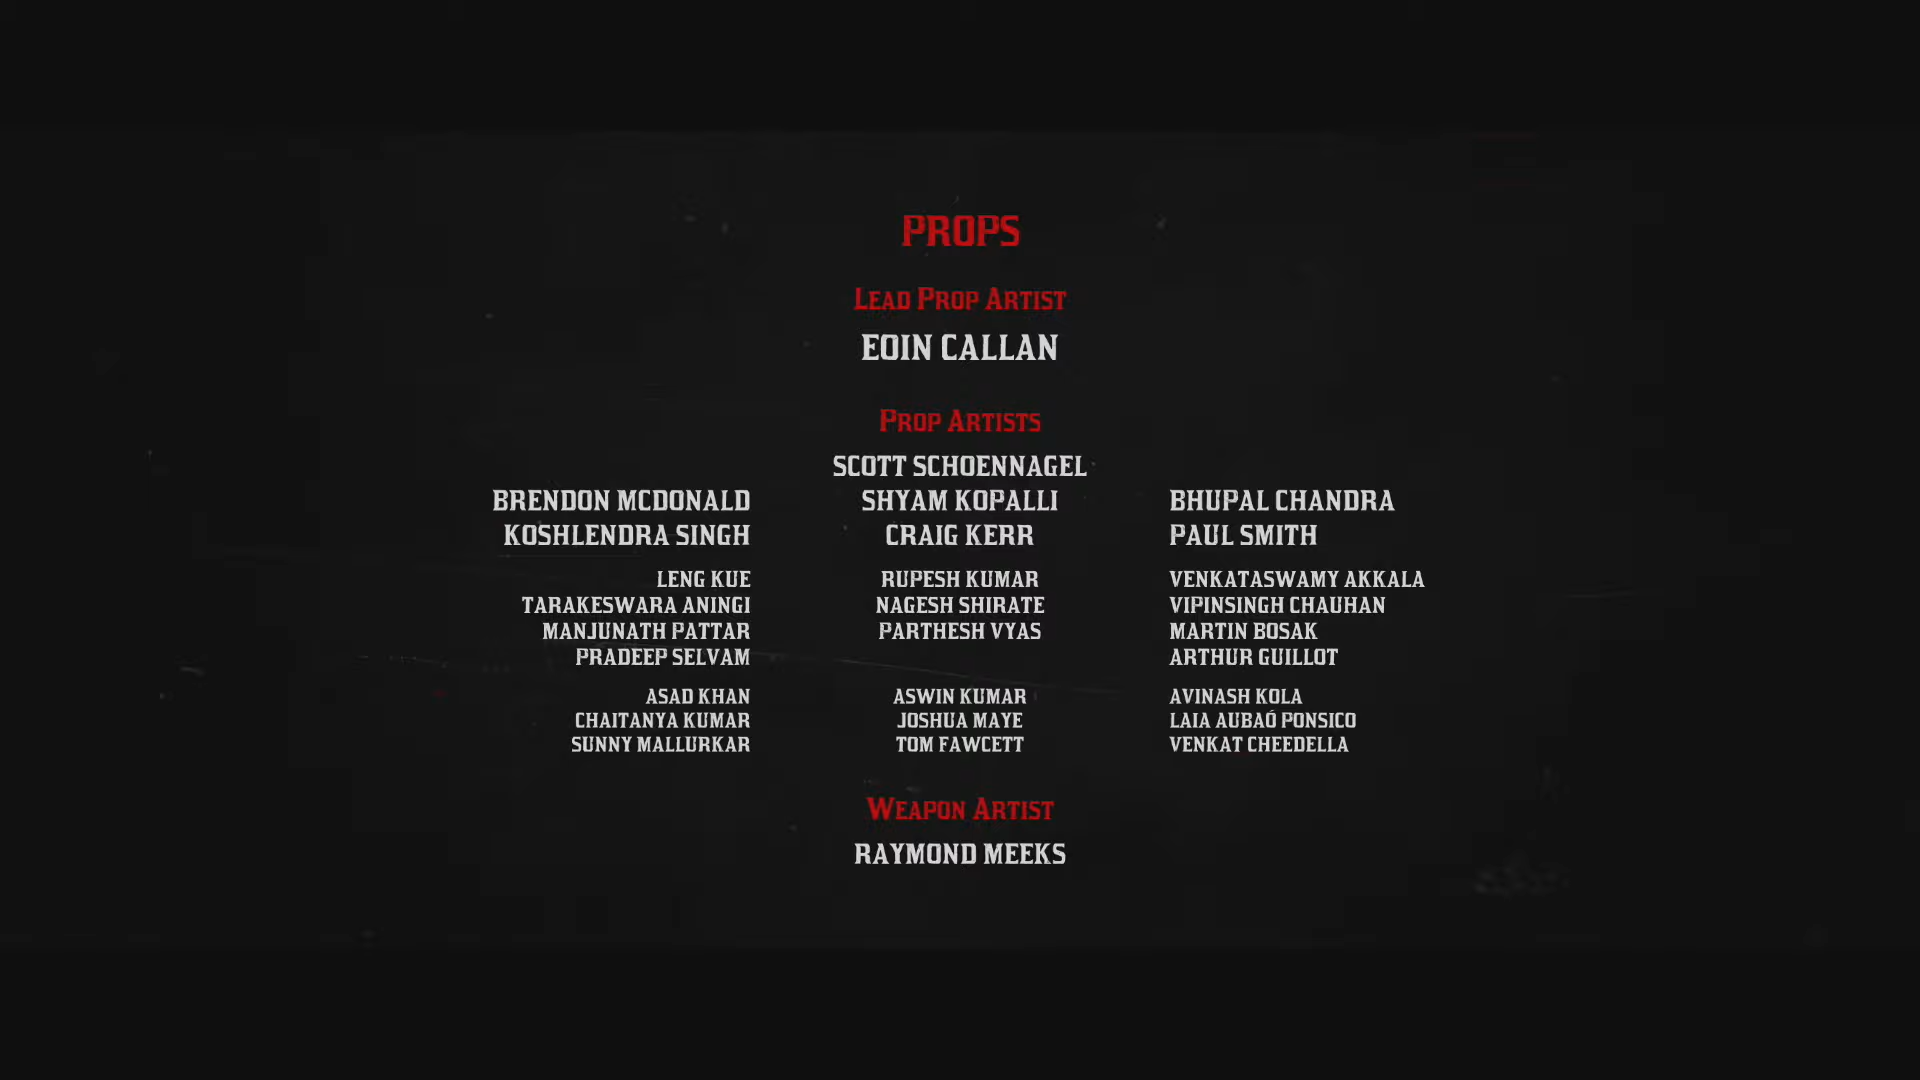 PROPS
LEAD PROP ARTIST
EOIN CALLAN
PROP ARTISTS
SCOTT SCHOENNAGEL
BRENDON MCDONALD SHYAM KOPALLI BHUPAL CHANDRA
KOSHLENDRA SINGH CRAIG KERR PAUL SMITH
LENG KUE RUPESH KUMAR VENKATASWAMY AKKALA
TARAKESWARA ANINGI NAGESH SHIRATE VIPINSINGH CHAUHAN
MANJUNATH PATTAR PARTHESH VYAS MARTIN BOSAK
PRADEEP SELVAM ARTHUR GUILLOT
ASAD KHAN ASWIN KUMAR AVINASH KOLA
CHAITANYA KUMAR JOSHUA MAYE LAIA AUBAÓ PONSICO
SUNNY MALLURKAR TOM FAWCETT VENKAT CHEEDELLA
WEAPON ARTIST
RAYMOND MEEKS